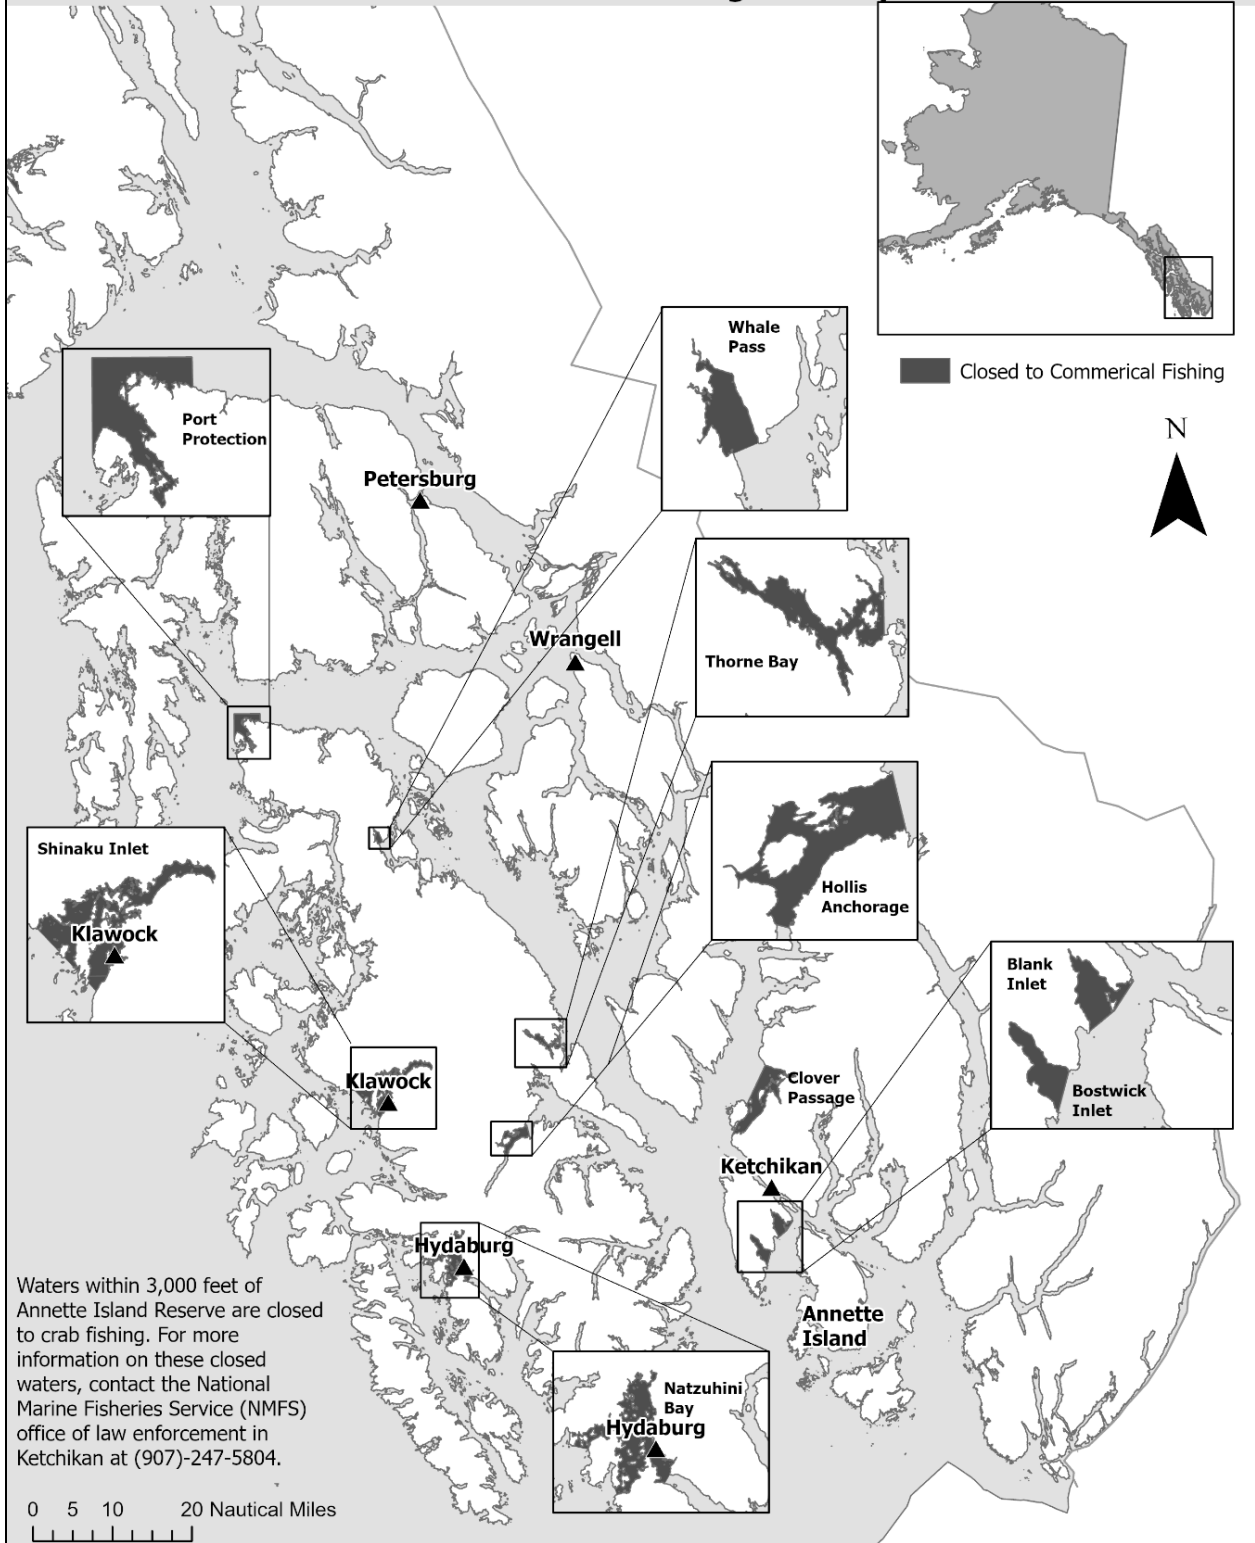 Whale
Pass
Closed to Commerical Fishing
N
Port
Protection
Petersburg
Wrangell
Thorne Bay
Shinaku Inlet
Klawock
Hollis
Anchorage
Blank
Inlet
Bostwick
Inlet
Klawock
Clover
Passage
Ketchikan
Hydaburg
Annette
Island
Waters within 3,000 feet of
Annette Island Reserve are closed
to crab fishing. For more
information on these closed
waters, contact the National
Marine Fisheries Service (NMFS)
office of law enforcement in
Ketchikan at (907)-247-5804.
Natzuhini
Bay
Hydaburg
0 5 10 20 Nautical Miles